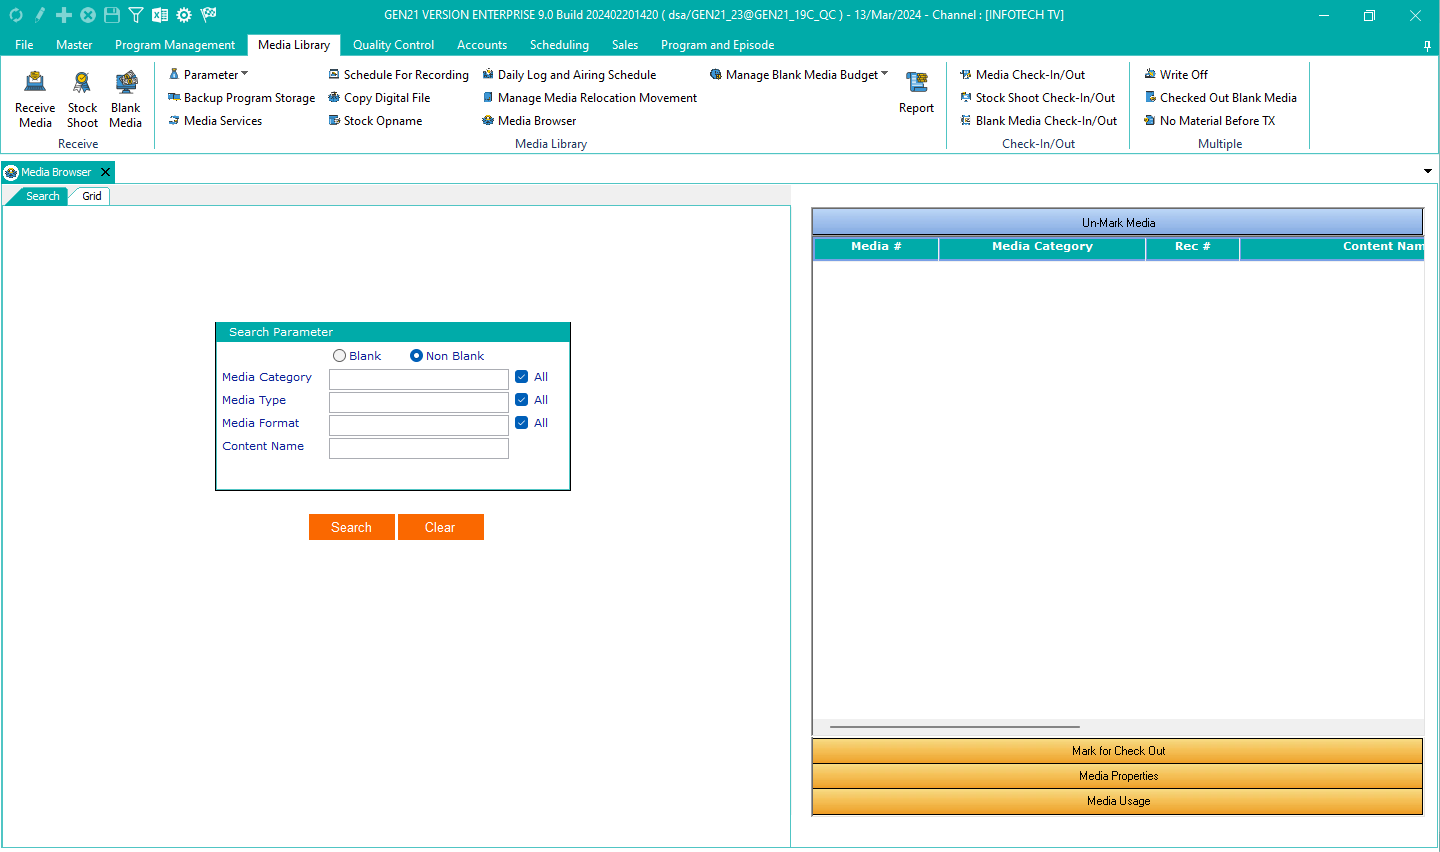 GEN21 VERSION ENTERPRISE 9.0 Build 202402201420 ( dsa/GEN21_23@GEN21_19C_QC ) - 13/Mar/2024 - Channel : [INFOTECH TV]
File Master Program Management Media Library Quality Control Accounts Scheduling Sales Program and Episode
Receive Media
Stock Shoot
Blank Media
Receive
Parameter
Backup Program Storage
Media Services
Schedule For Recording
Copy Digital File
Stock Opname
Daily Log and Airing Schedule
Manage Media Relocation Movement
Media Browser
Manage Blank Media Budget
Report
Media Library
Media Check-In/Out
Stock Shoot Check-In/Out
Blank Media Check-In/Out
Check-In/Out
Write Off
Checked Out Blank Media
No Material Before TX
Multiple
Media Browser
Search Grid
Search Parameter
Blank Non Blank
Media Category All
Media Type All
Media Format All
Content Name
Search Clear
Un-Mark Media
Media # Media Category Rec # Content Nam
Mark for Check Out
Media Properties
Media Usage